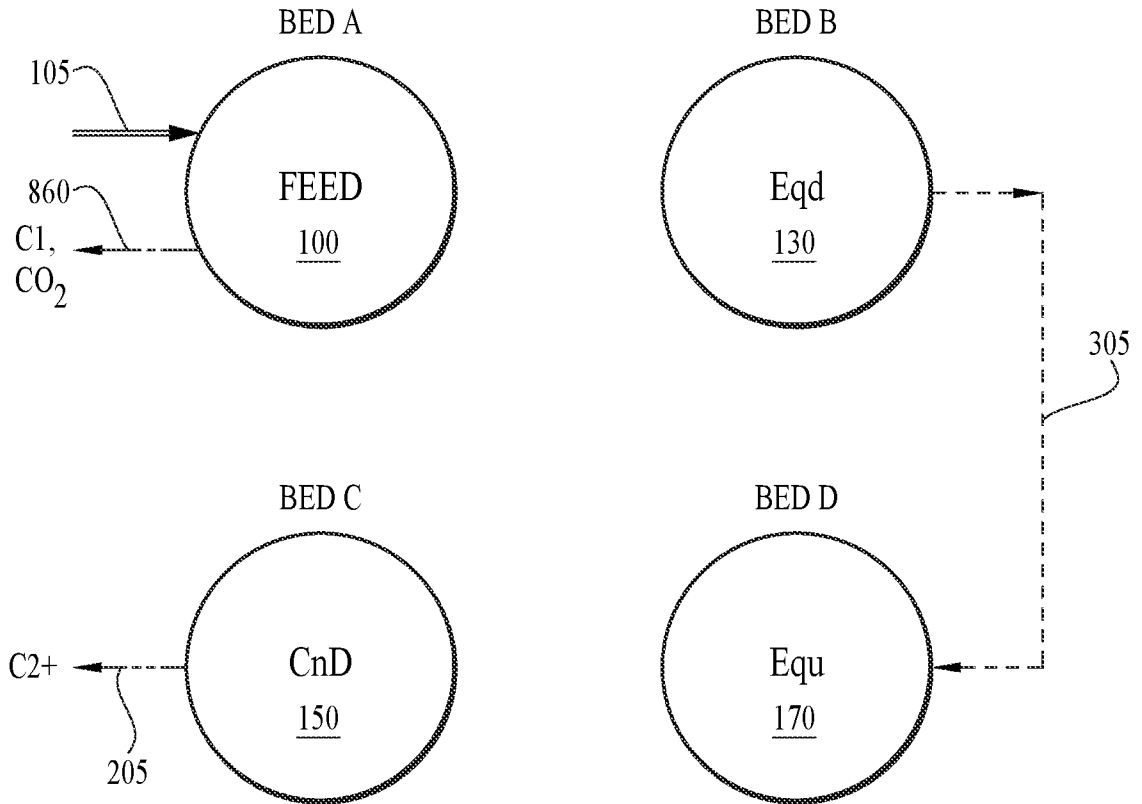 BED A
BED B
105
FEED
100
860
C1,
CO2
Eqd
130
305
BED C
BED D
CnD
150
C2+
205
Equ
170